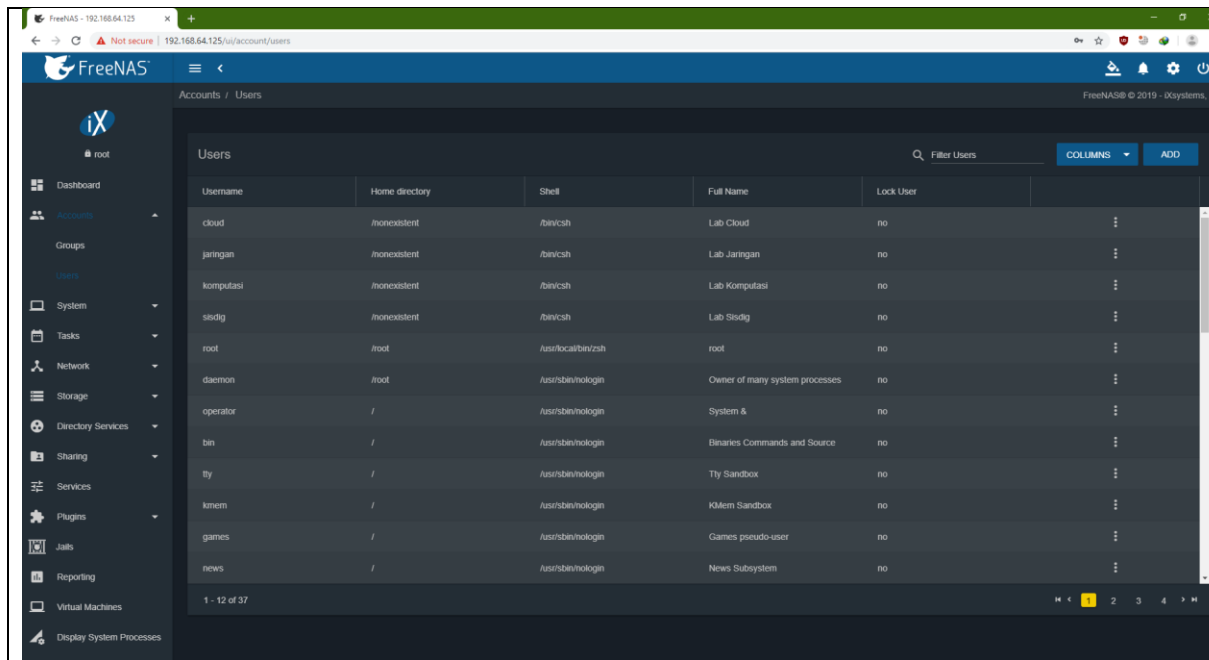 FreeNAS - 192.168.64.125
Not secure | 192.168.64.125/ui/account/users
FreeNAS
Accounts / Users
FreeNAS® © 2019 - iXsystems,
iX
root
Dashboard
Accounts
Groups
Users
System
Tasks
Network
Storage
Directory Services
Sharing
Services
Plugins
Jails
Reporting
Virtual Machines
Display System Processes
Users
Filter Users
COLUMNS
ADD
Username Home directory Shell Full Name Lock User
cloud /nonexistent /bin/csh Lab Cloud no
jaringan /nonexistent /bin/csh Lab Jaringan no
komputasi /nonexistent /bin/csh Lab Komputasi no
sisdig /nonexistent /bin/csh Lab Sisdig no
root /root /usr/local/bin/zsh root no
daemon /root /usr/sbin/nologin Owner of many system processes no
operator / /usr/sbin/nologin System & no
bin / /usr/sbin/nologin Binaries Commands and Source no
tty / /usr/sbin/nologin Tty Sandbox no
kmem / /usr/sbin/nologin KMem Sandbox no
games / /usr/sbin/nologin Games pseudo-user no
news / /usr/sbin/nologin News Subsystem no
1 - 12 of 37
1 2 3 4